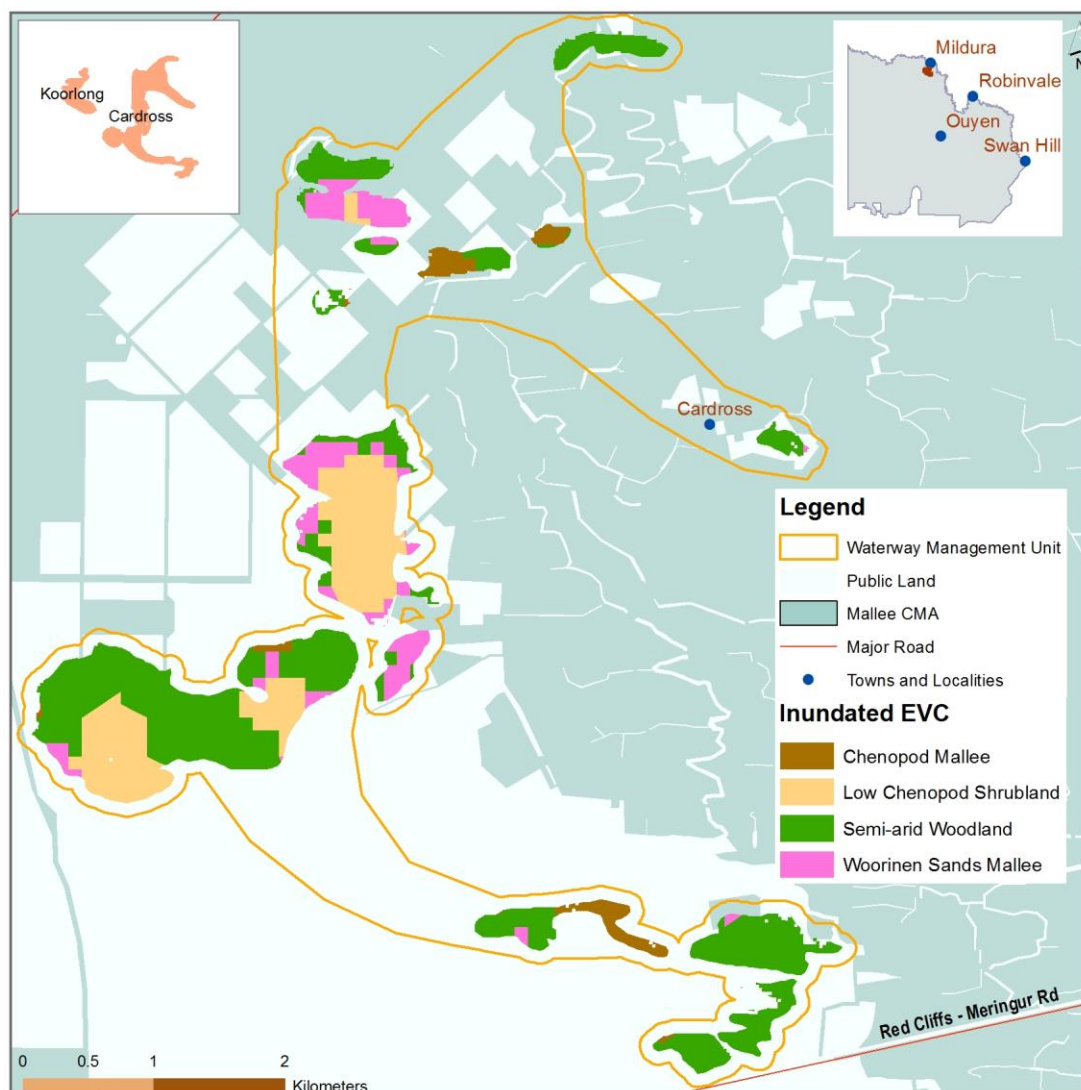 Koorlong
Cardross
Mildura
Robinvale
Ouyen
Swan Hill
N
Cardross
Legend
Waterway Management Unit
Public Land
Mallee CMA
Major Road
Towns and Localities
Inundated EVC
Chenopod Mallee
Low Chenopod Shrubland
Semi-arid Woodland
Woorinen Sands Mallee
Red Cliffs - Meringur Rd
0 0.5 1 2
Kilometers